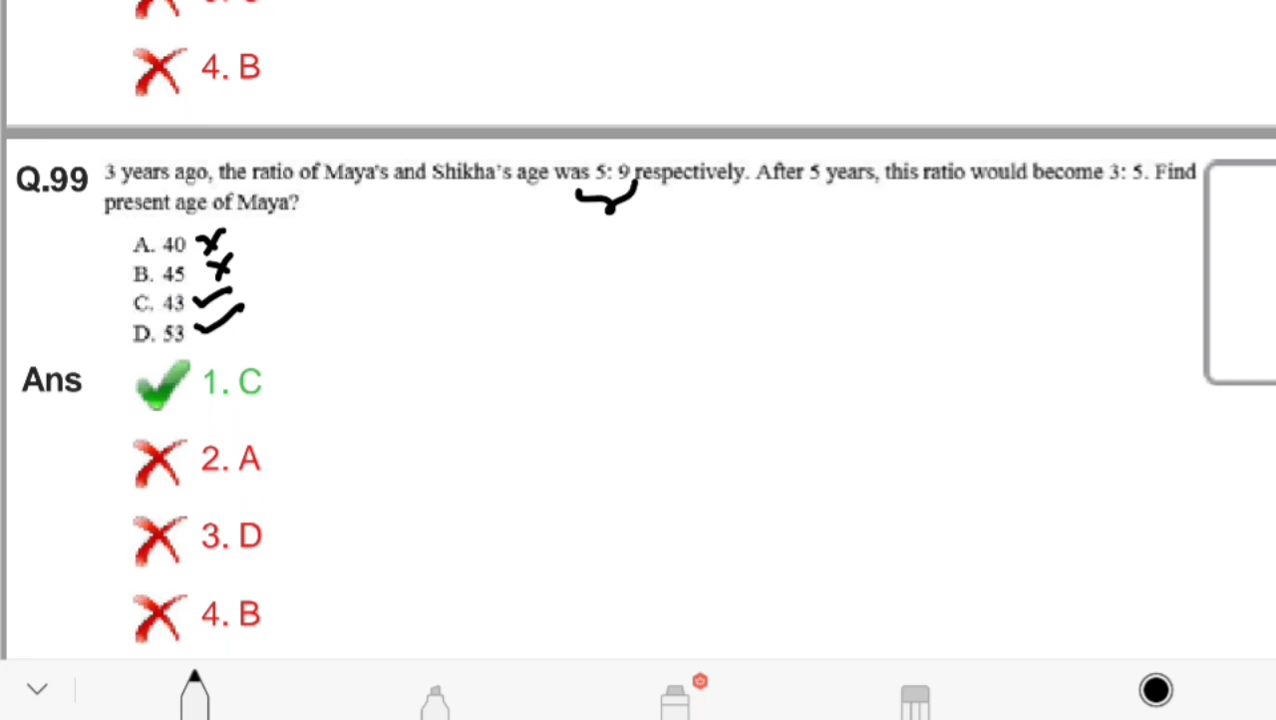 4. B
Q.99 3 years ago, the ratio of Maya's and Shikha's age was 5: 9 respectively. After 5 years, this ratio would become 3: 5. Find
present age of Maya?
A. 40
B. 45
C. 43
D. 53
Ans 1. C
2. A
3. D
4. B